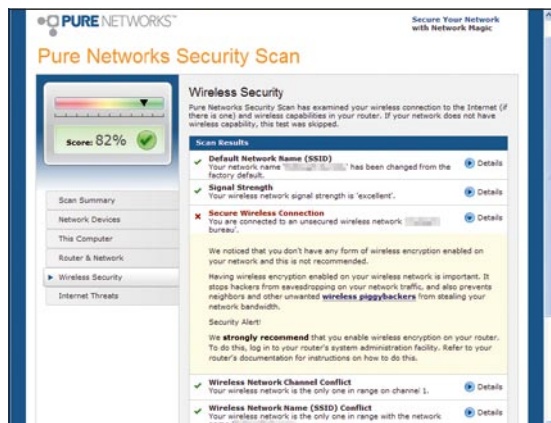 PURE NETWORKS™
Secure Your Network
with Network Magic
Pure Networks Security Scan
Score: 82%
Scan Summary
Network Devices
This Computer
Router & Network
Wireless Security
Internet Threats
Wireless Security
Pure Networks Security Scan has examined your wireless connection to the Internet (if
there is one) and wireless capabilities in your router. If your network does not have
wireless capability, this test was skipped.
Scan Results
Default Network Name (SSID)
Your network name ' ' has been changed from the
factory default.
Details
Signal Strength
Your wireless network signal strength is 'excellent'.
Details
Secure Wireless Connection
You are connected to an unsecured wireless network '
bureau'.
Details
We noticed that you don't have any form of wireless encryption enabled on
your network and this is not recommended.
Having wireless encryption enabled on your wireless network is important. It
stops hackers from eavesdropping on your network traffic, and also prevents
neighbors and other unwanted wireless piggybackers from stealing your
network bandwidth.
Security Alert!
We strongly recommend that you enable wireless encryption on your router.
To do this, log in to your router's system administration facility. Refer to your
router's documentation for instructions on how to do this.
Wireless Network Channel Conflict
Your wireless network is the only one in range on channel 1.
Details
Wireless Network Name (SSID) Conflict
Your wireless network is the only one in range with the network
Details